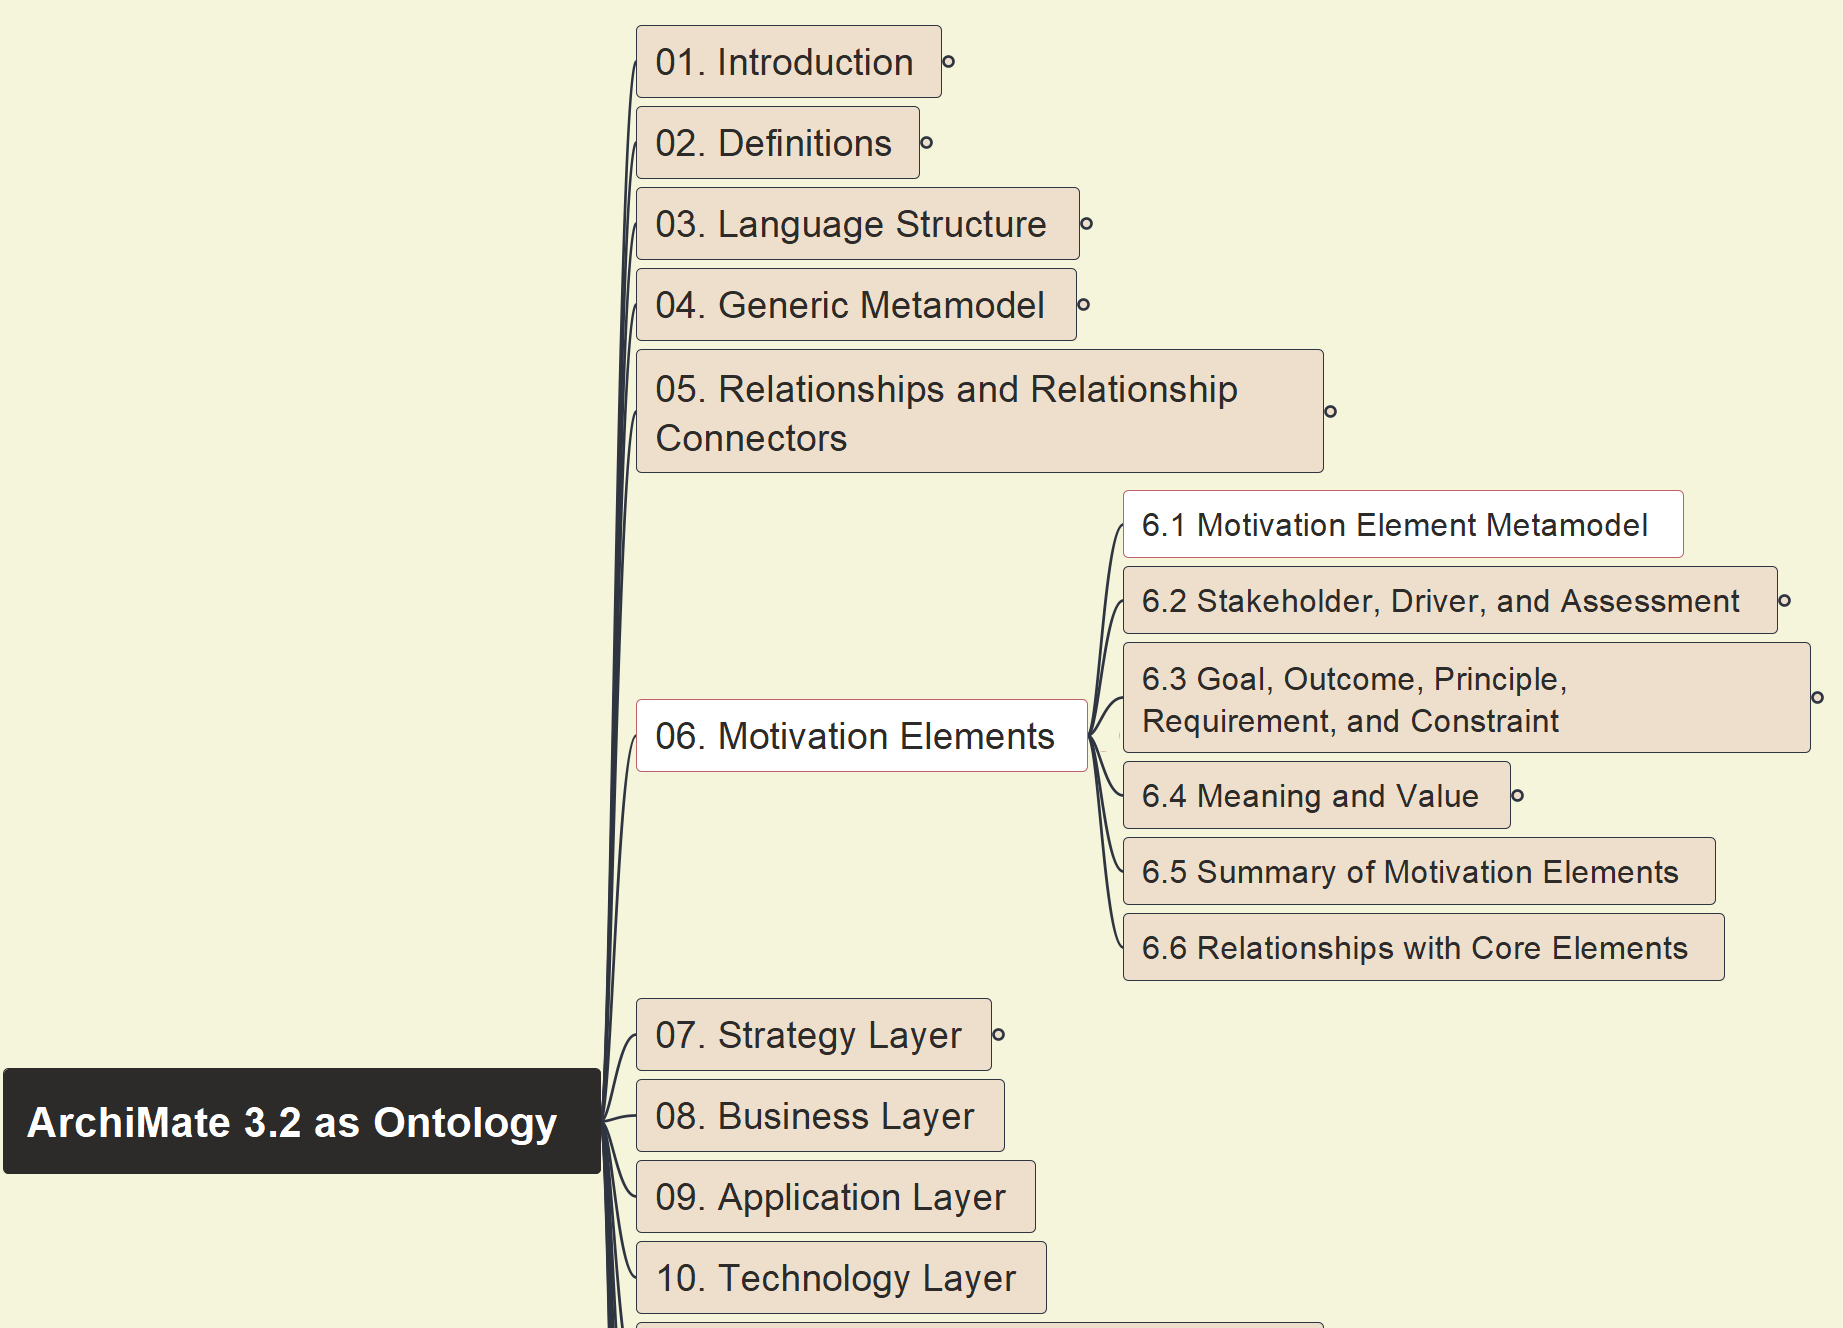 01. Introduction
02. Definitions
03. Language Structure
04. Generic Metamodel
05. Relationships and Relationship
Connectors
06. Motivation Elements
6.1 Motivation Element Metamodel
6.2 Stakeholder, Driver, and Assessment
6.3 Goal, Outcome, Principle,
Requirement, and Constraint
6.4 Meaning and Value
6.5 Summary of Motivation Elements
6.6 Relationships with Core Elements
07. Strategy Layer
ArchiMate 3.2 as Ontology
08. Business Layer
09. Application Layer
10. Technology Layer